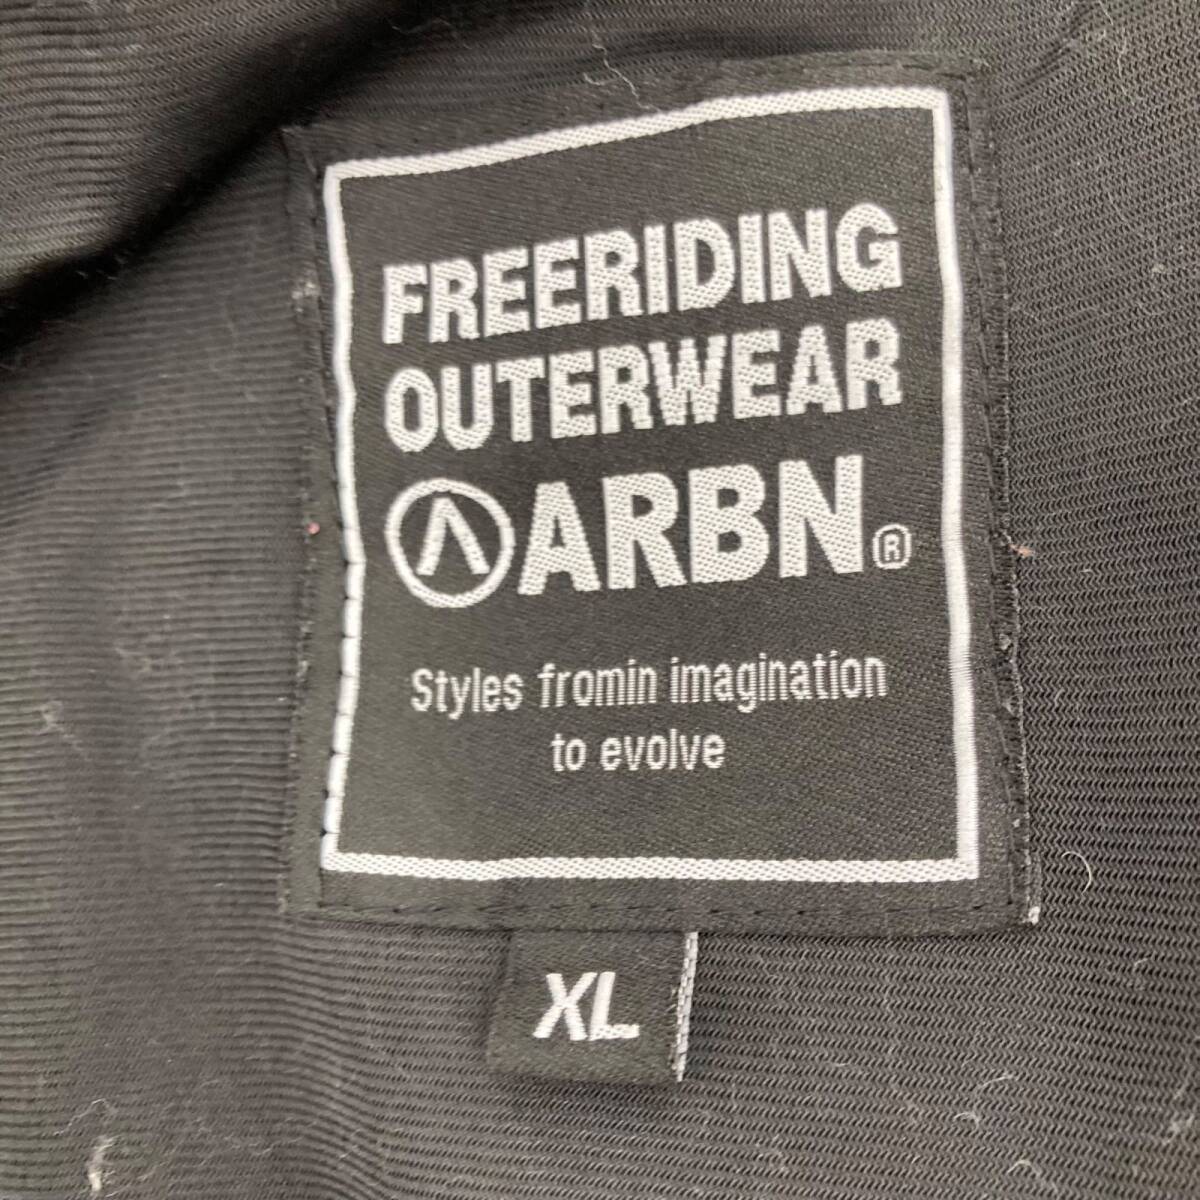 FREERIDING
OUTERWEAR
ARBN®
Styles fromin imagination
to evolve
XL